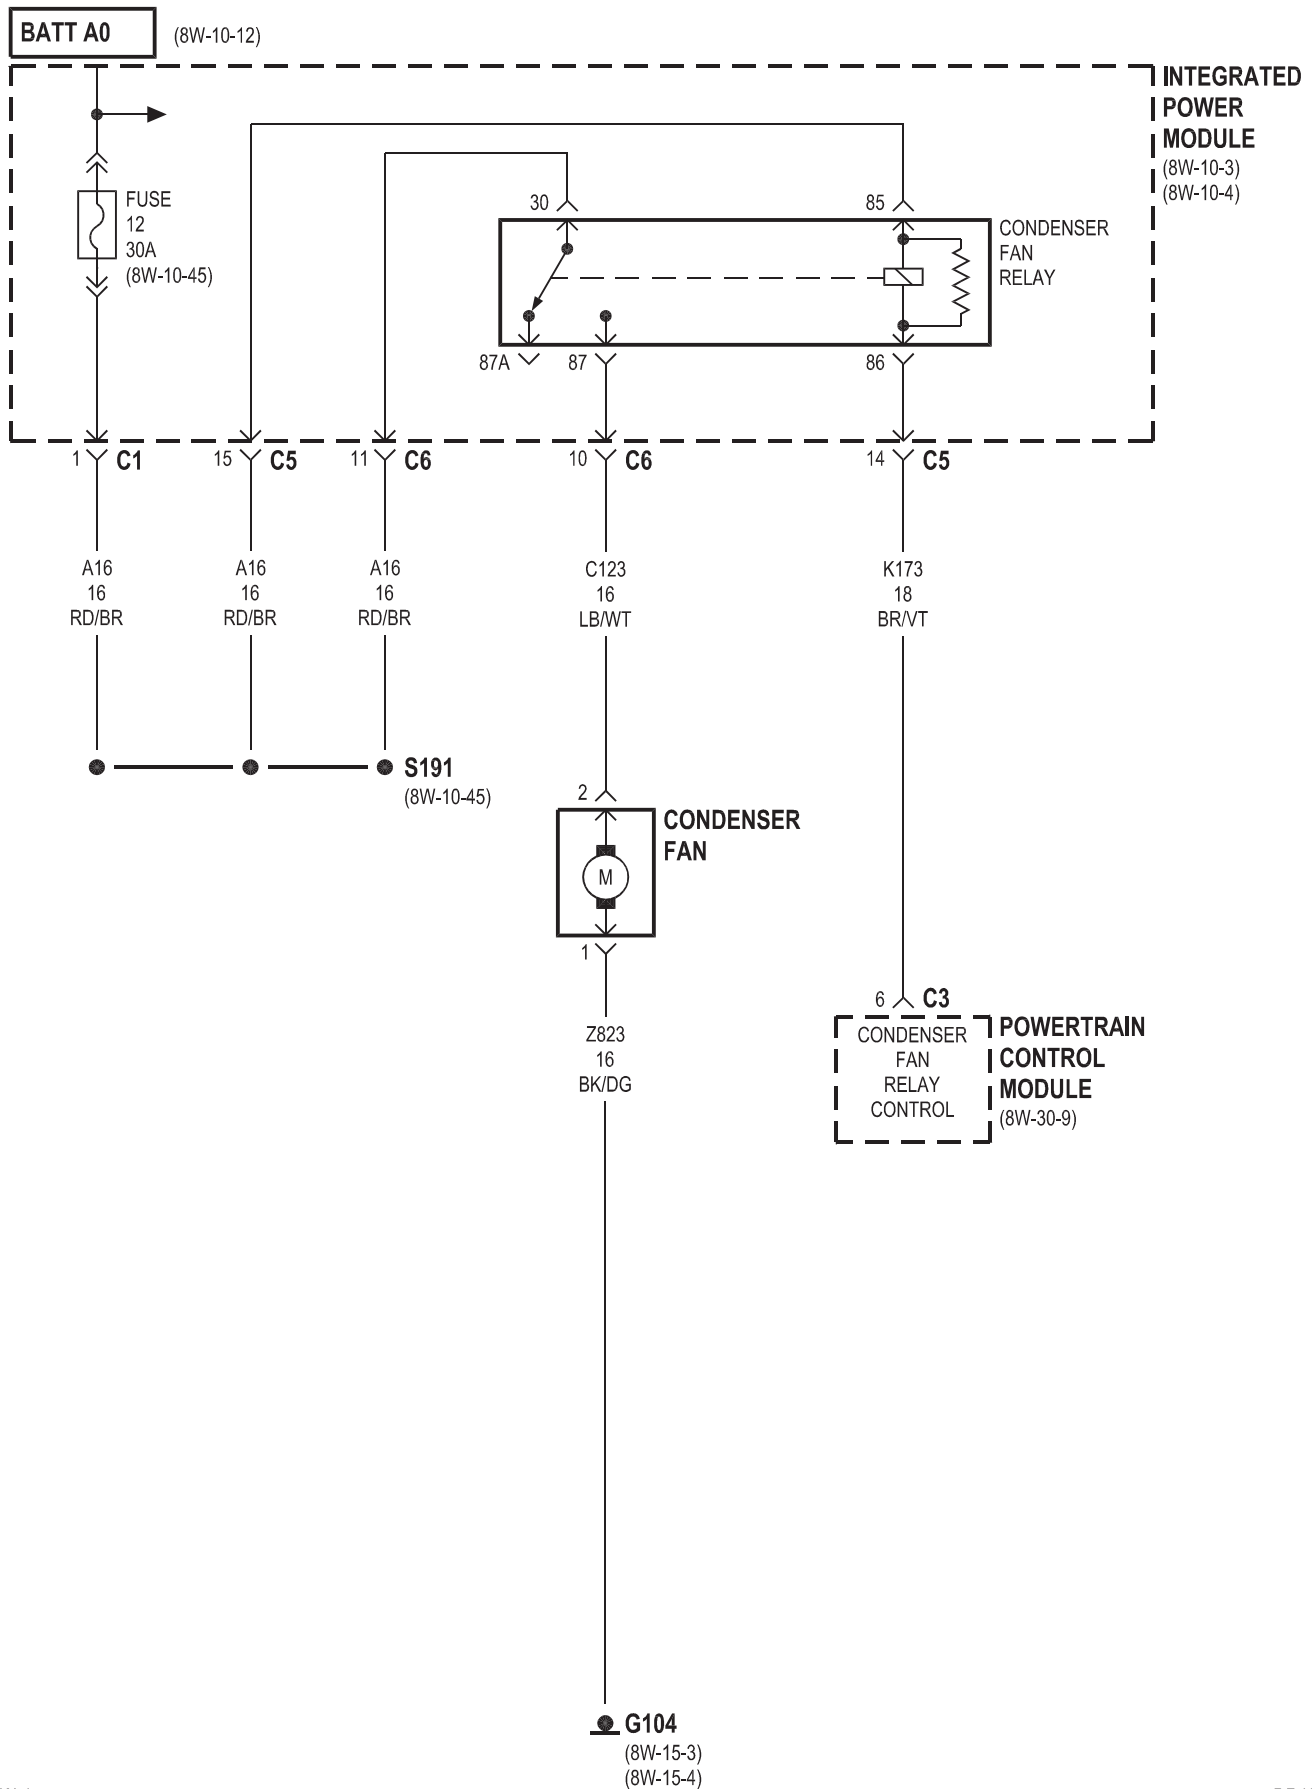 BATT A0
(8W-10-12)
INTEGRATED
POWER
MODULE
(8W-10-3)
(8W-10-4)
FUSE
12
30A
(8W-10-45)
30
85
CONDENSER
FAN
RELAY
87A
87
86
1
C1
15
C5
11
C6
10
C6
14
C5
A16
16
RD/BR
A16
16
RD/BR
A16
16
RD/BR
C123
16
LB/WT
K173
18
BR/VT
S191
(8W-10-45)
2
CONDENSER
FAN
M
1
Z823
16
BK/DG
6
C3
CONDENSER
FAN
RELAY
CONTROL
POWERTRAIN
CONTROL
MODULE
(8W-30-9)
G104
(8W-15-3)
(8W-15-4)